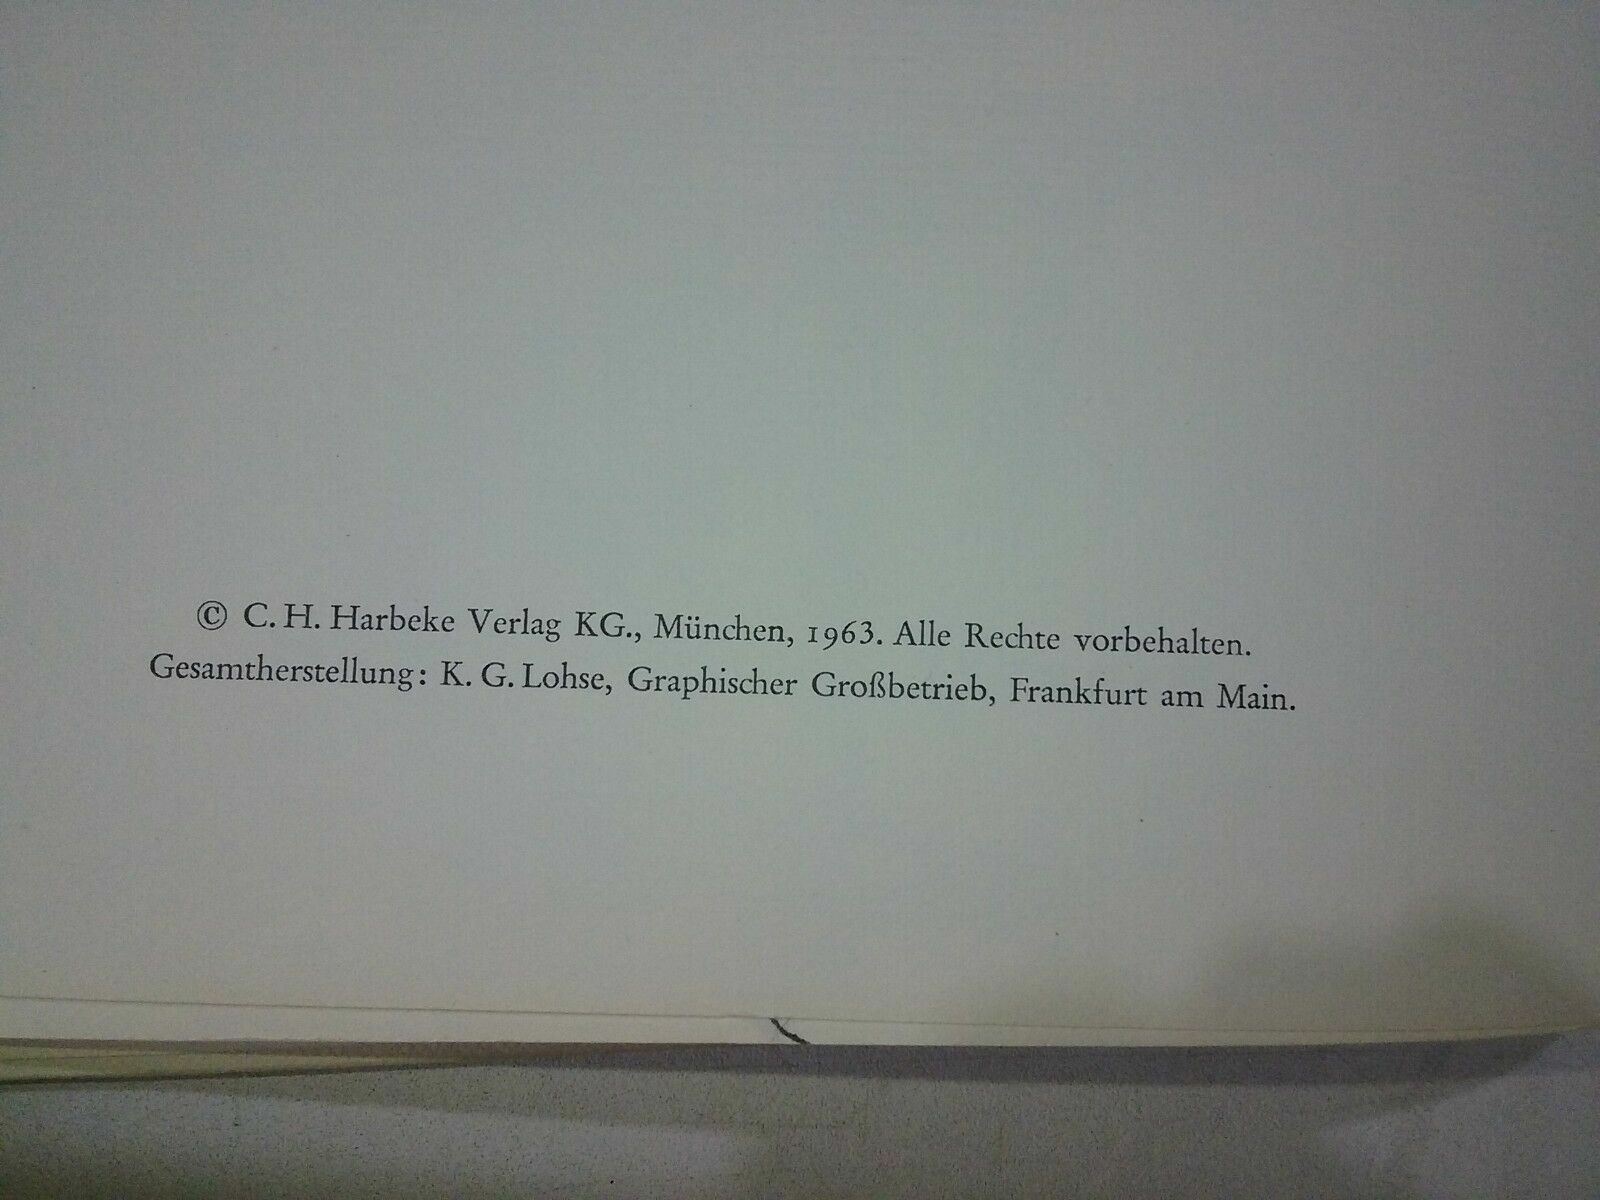 © C. H. Harbeke Verlag KG., München, 1963. Alle Rechte vorbehalten.
Gesamtherstellung: K. G. Lohse, Graphischer Großbetrieb, Frankfurt am Main.